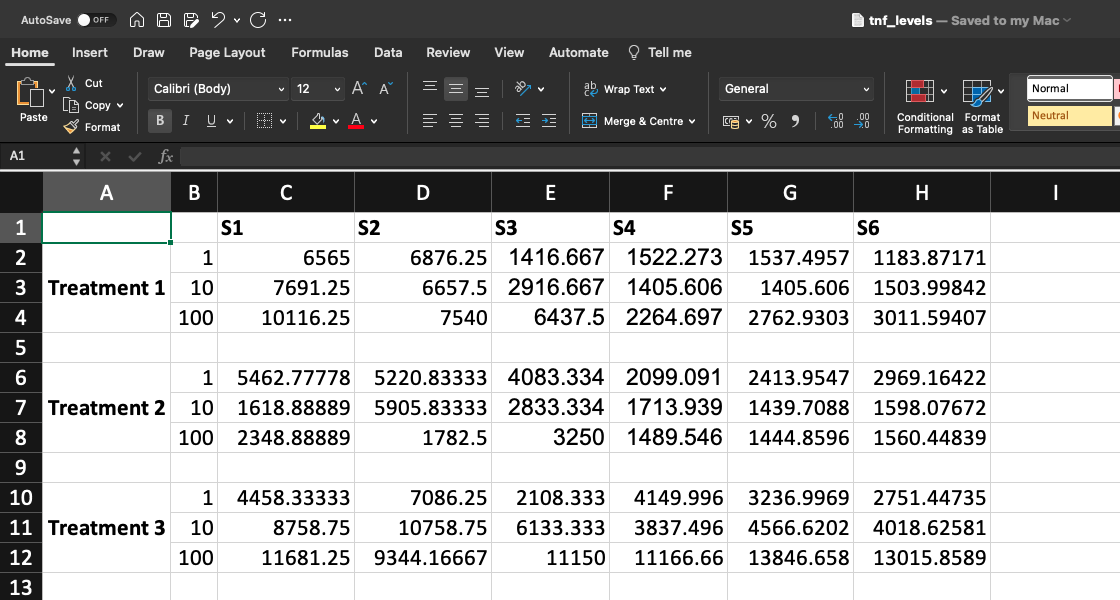 AutoSave OFF ... tnf_levels — Saved to my Mac
Home Insert Draw Page Layout Formulas Data Review View Automate Tell me
Paste Cut Calibri (Body) 12 A A ab Wrap Text General Normal
Copy Merge & Centre Conditional Formatting Format as Table Neutral
Format B I U A % .00 .00
A1 fx
A B C D E F G H I
1 S1 S2 S3 S4 S5 S6
2 1 6565 6876.25 1416.667 1522.273 1537.4957 1183.87171
3 Treatment 1 10 7691.25 6657.5 2916.667 1405.606 1405.606 1503.99842
4 100 10116.25 7540 6437.5 2264.697 2762.9303 3011.59407
5
6 1 5462.77778 5220.83333 4083.334 2099.091 2413.9547 2969.16422
7 Treatment 2 10 1618.88889 5905.83333 2833.334 1713.939 1439.7088 1598.07672
8 100 2348.88889 1782.5 3250 1489.546 1444.8596 1560.44839
9
10 1 4458.33333 7086.25 2108.333 4149.996 3236.9969 2751.44735
11 Treatment 3 10 8758.75 10758.75 6133.333 3837.496 4566.6202 4018.62581
12 100 11681.25 9344.16667 11150 11166.66 13846.658 13015.8589
13